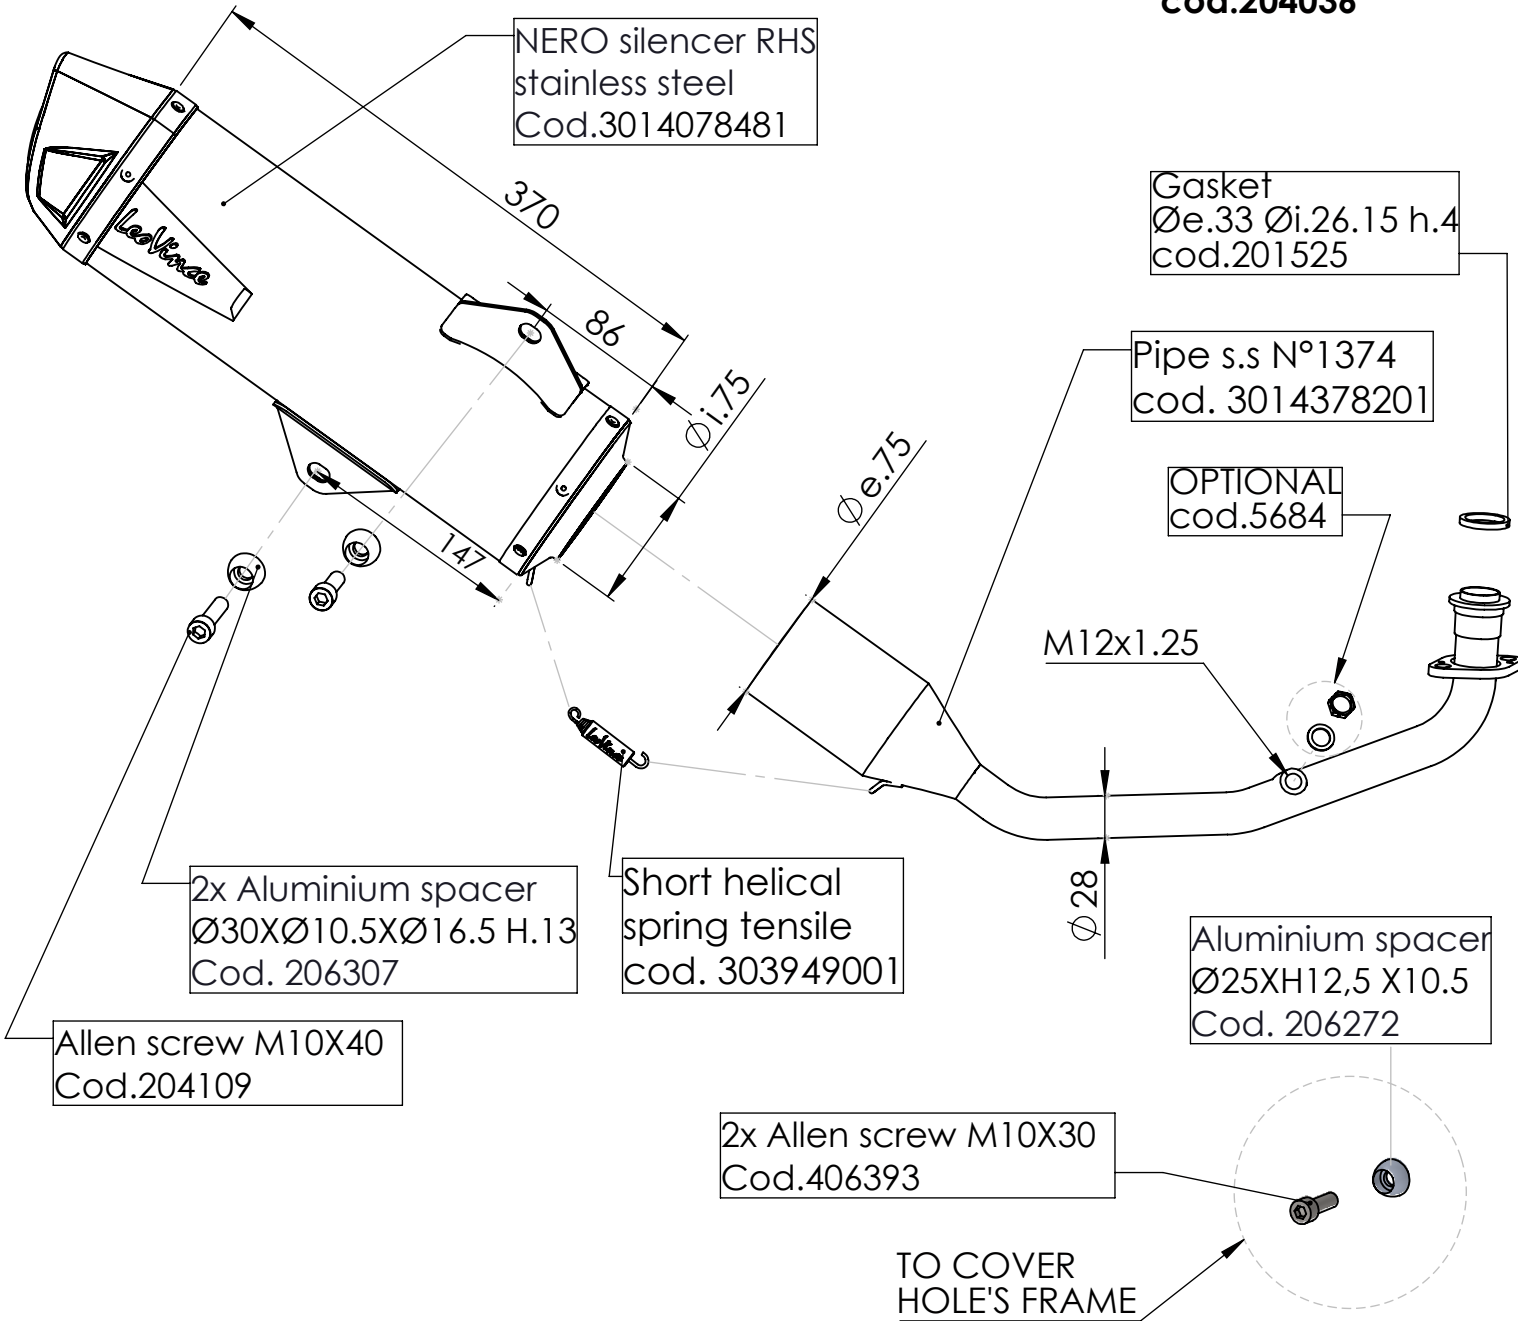 cod.204036
NERO silencer RHS
stainless steel
Cod.3014078481
370
Gasket
Øe.33 Øi.26.15 h.4
cod.201525
LeoVince
86
Øi.75
Pipe s.s N°1374
cod. 3014378201
Øe.75
OPTIONAL
cod.5684
147
M12x1.25
LeoVince
Ø28
2x Aluminium spacer
Ø30XØ10.5XØ16.5 H.13
Cod. 206307
Short helical
spring tensile
cod. 303949001
Aluminium spacer
Ø25XH12,5 X10.5
Cod. 206272
Allen screw M10X40
Cod.204109
2x Allen screw M10X30
Cod.406393
TO COVER
HOLE'S FRAME